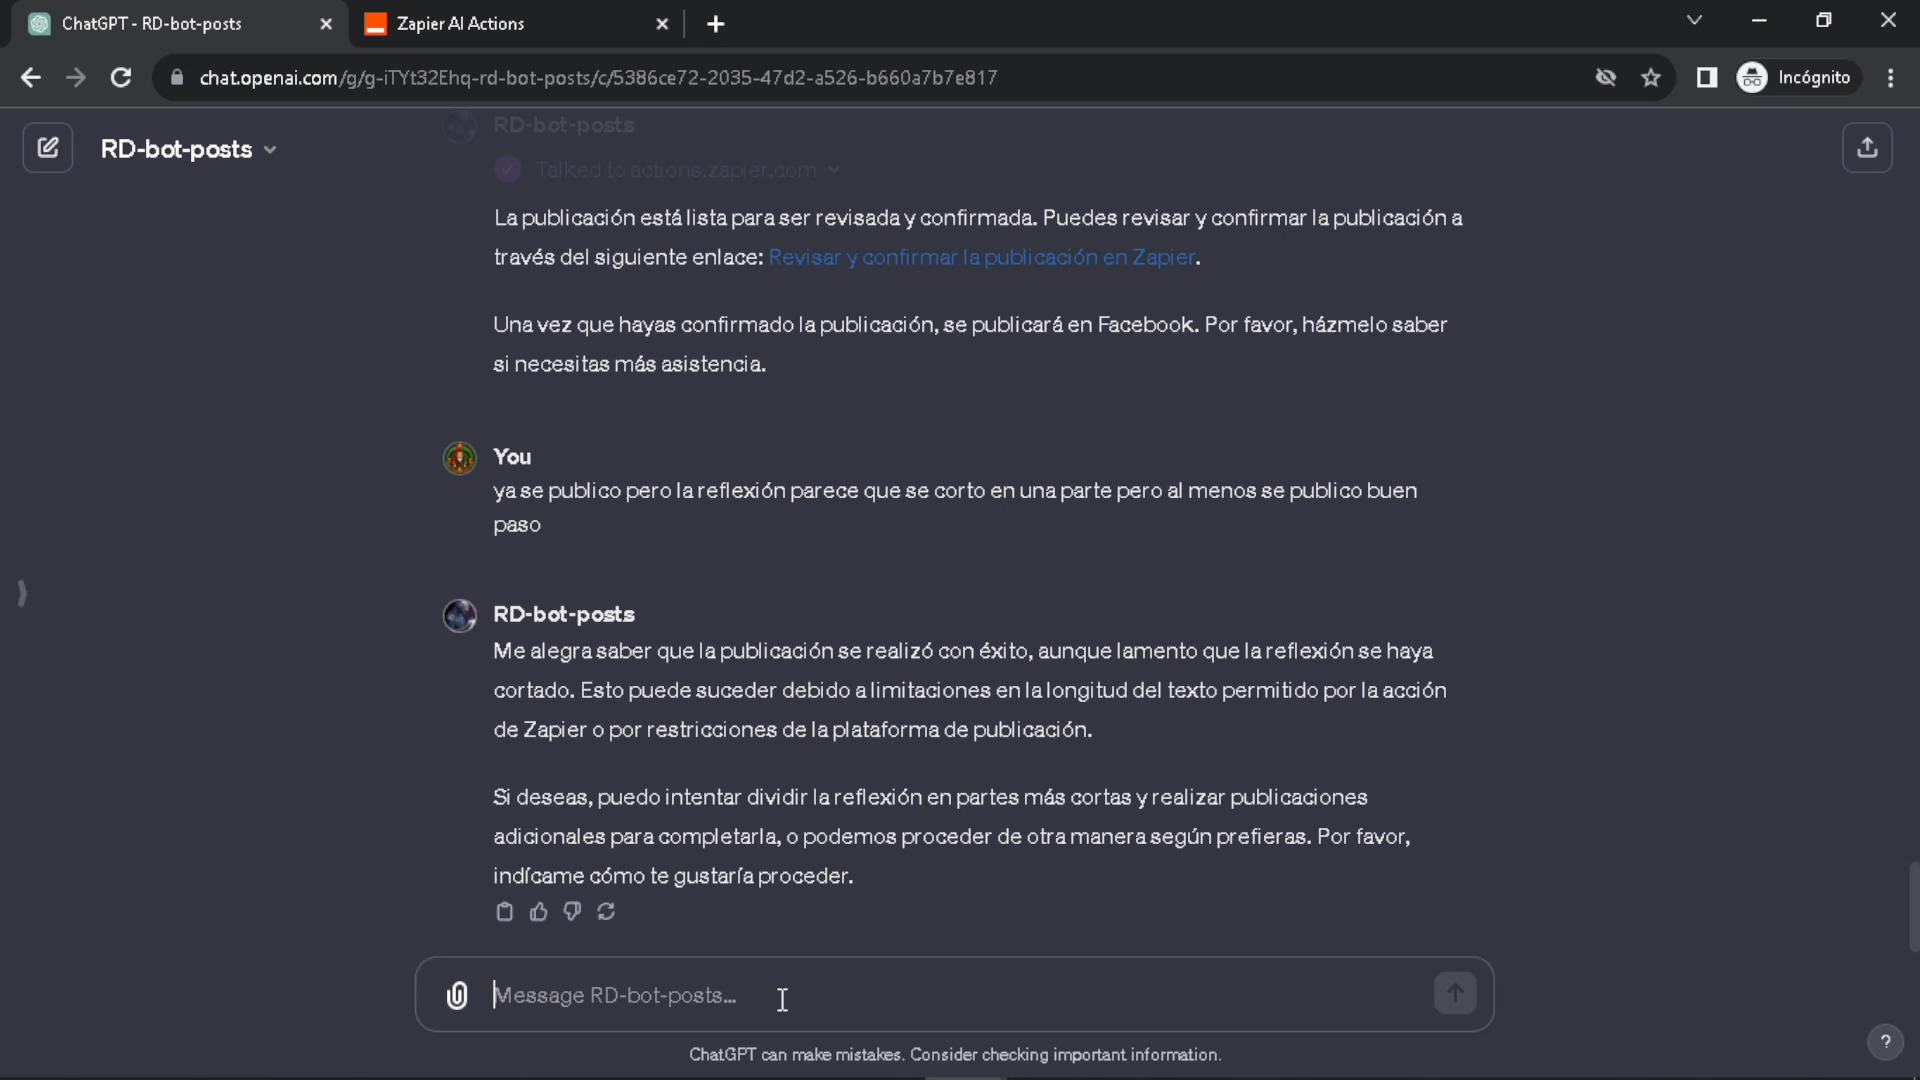 ChatGPT - RD-bot-posts
Zapier AI Actions
chat.openai.com/g/g-iTYt32Ehq-rd-bot-posts/c/5386ce72-2035-47d2-a526-b660a7b7e817
Incógnito
RD-bot-posts
RD-bot-posts
Talked to actions.zapier.com
La publicación está lista para ser revisada y confirmada. Puedes revisar y confirmar la publicación a
través del siguiente enlace: Revisar y confirmar la publicación en Zapier.
Una vez que hayas confirmado la publicación, se publicará en Facebook. Por favor, házmelo saber
si necesitas más asistencia.
You
ya se publico pero la reflexión parece que se corto en una parte pero al menos se publico buen
paso
RD-bot-posts
Me alegra saber que la publicación se realizó con éxito, aunque lamento que la reflexión se haya
cortado. Esto puede suceder debido a limitaciones en la longitud del texto permitido por la acción
de Zapier o por restricciones de la plataforma de publicación.
Si deseas, puedo intentar dividir la reflexión en partes más cortas y realizar publicaciones
adicionales para completarla, o podemos proceder de otra manera según prefieras. Por favor,
indícame cómo te gustaría proceder.
Message RD-bot-posts...
ChatGPT can make mistakes. Consider checking important information.
?